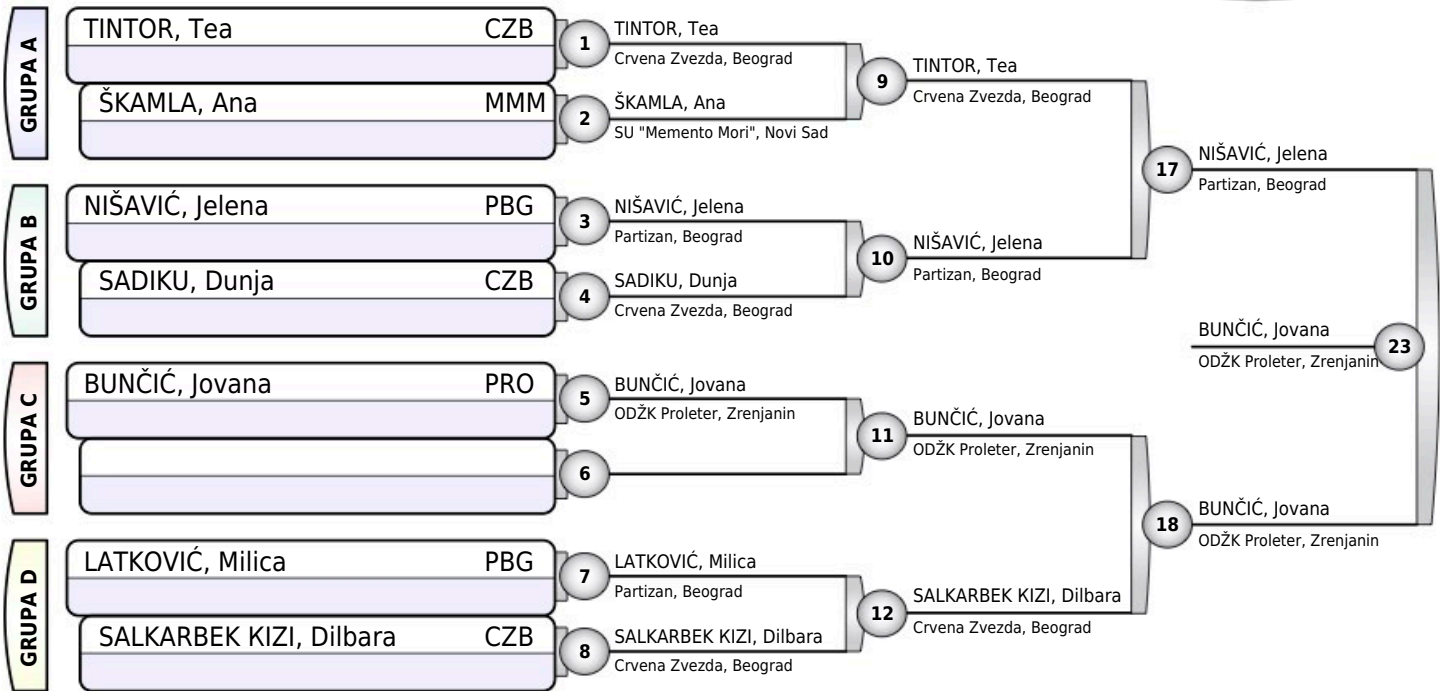 GRUPA A
TINTOR, Tea CZB
ŠKAMLA, Ana MMM
1
TINTOR, Tea
Crvena Zvezda, Beograd
2
ŠKAMLA, Ana
SU "Memento Mori", Novi Sad
9
TINTOR, Tea
Crvena Zvezda, Beograd
GRUPA B
NIŠAVIĆ, Jelena PBG
SADIKU, Dunja CZB
3
NIŠAVIĆ, Jelena
Partizan, Beograd
4
SADIKU, Dunja
Crvena Zvezda, Beograd
10
NIŠAVIĆ, Jelena
Partizan, Beograd
17
NIŠAVIĆ, Jelena
Partizan, Beograd
GRUPA C
BUNČIĆ, Jovana PRO
5
BUNČIĆ, Jovana
ODŽK Proleter, Zrenjanin
6
11
BUNČIĆ, Jovana
ODŽK Proleter, Zrenjanin
GRUPA D
LATKOVIĆ, Milica PBG
SALKARBEK KIZI, Dilbara CZB
7
LATKOVIĆ, Milica
Partizan, Beograd
8
SALKARBEK KIZI, Dilbara
Crvena Zvezda, Beograd
12
SALKARBEK KIZI, Dilbara
Crvena Zvezda, Beograd
18
BUNČIĆ, Jovana
ODŽK Proleter, Zrenjanin
BUNČIĆ, Jovana
ODŽK Proleter, Zrenjanin
23